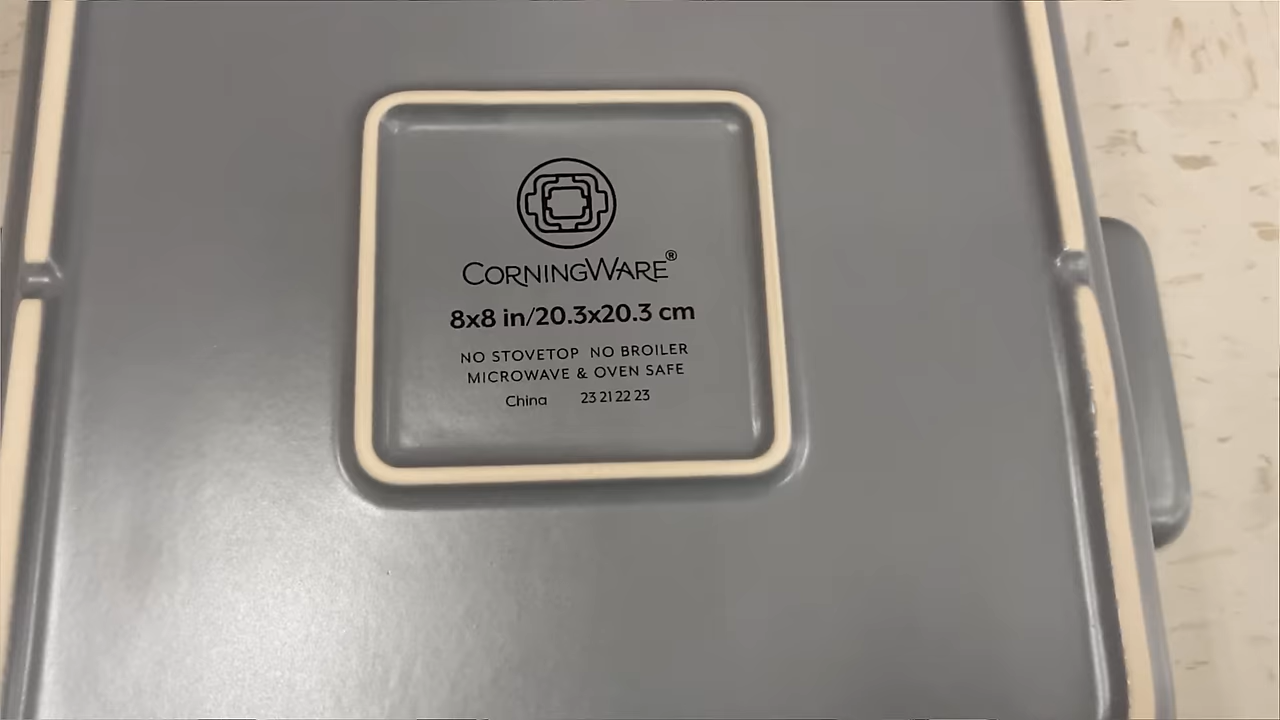 CORNINGWARE®
8x8 in/20.3x20.3 cm
NO STOVETOP NO BROILER
MICROWAVE & OVEN SAFE
China 23 21 22 23